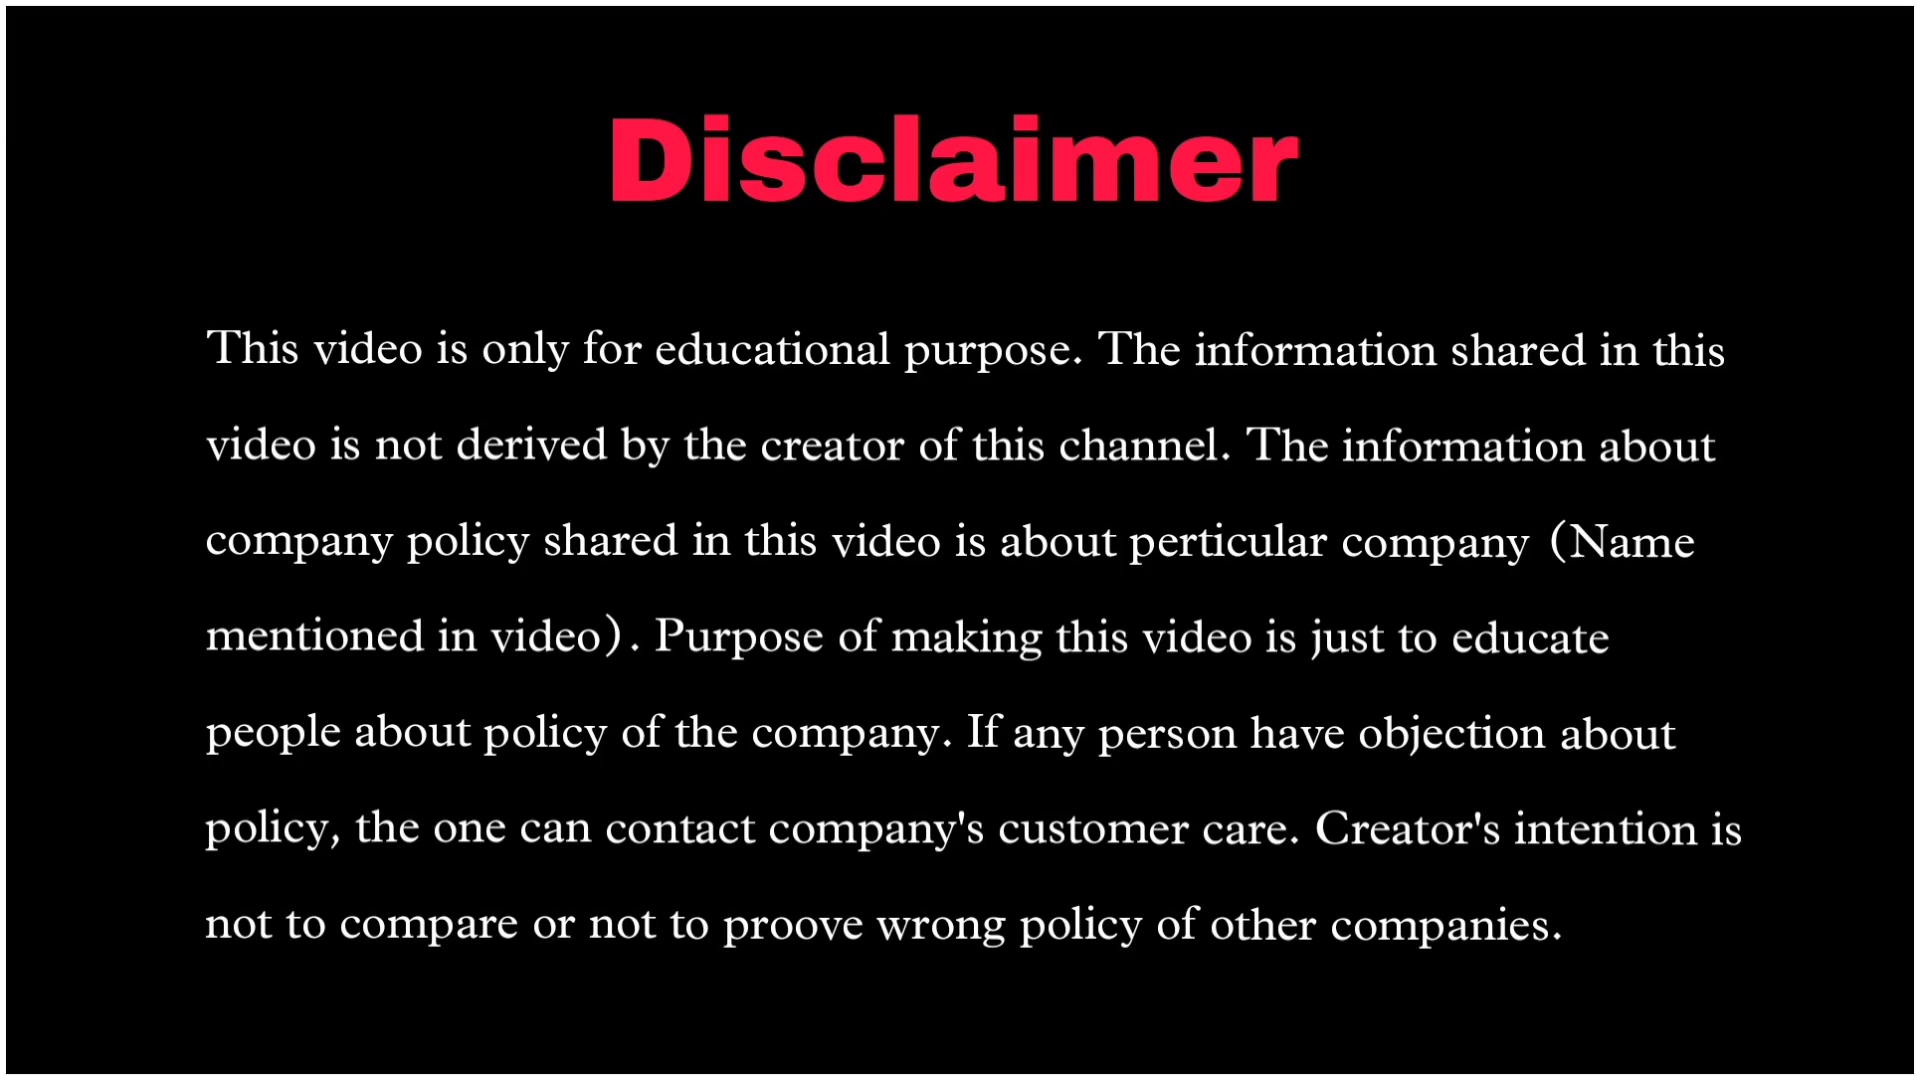 Disclaimer
This video is only for educational purpose. The information shared in this
video is not derived by the creator of this channel. The information about
company policy shared in this video is about perticular company (Name
mentioned in video). Purpose of making this video is just to educate
people about policy of the company. If any person have objection about
policy, the one can contact company's customer care. Creator's intention is
not to compare or not to proove wrong policy of other companies.